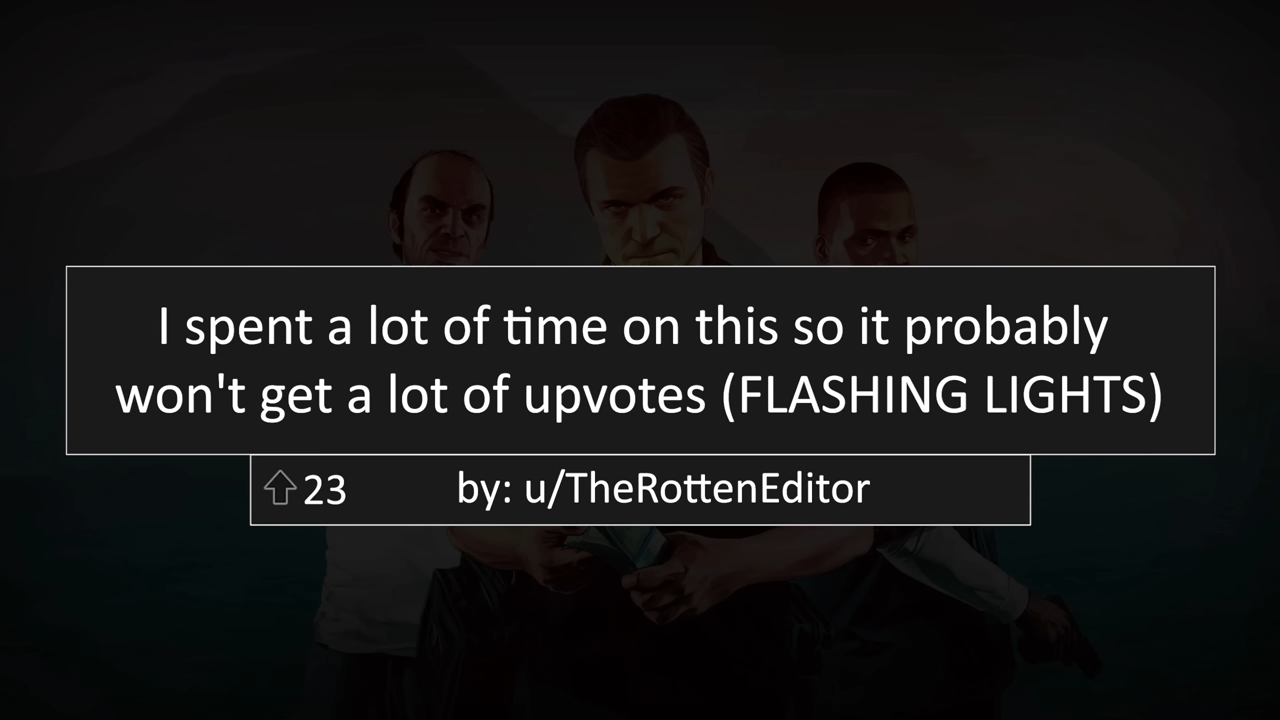 I spent a lot of time on this so it probably
won't get a lot of upvotes (FLASHING LIGHTS)
23 by: u/TheRottenEditor